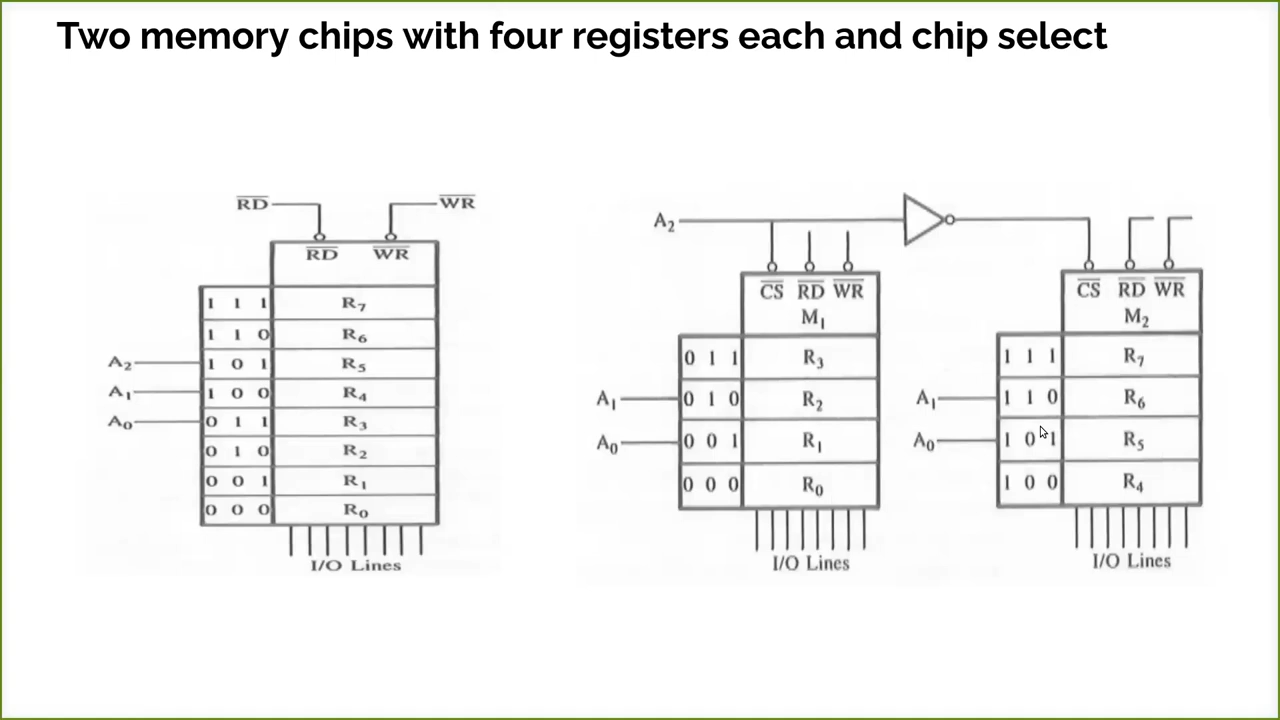 Two memory chips with four registers each and chip select
RD WR
RD WR
1 1 1 R7
1 1 0 R6
A2 1 0 1 R5
A1 1 0 0 R4
A0 0 1 1 R3
0 1 0 R2
0 0 1 R1
0 0 0 R0
I/O Lines
A2
CS RD WR
M1
0 1 1 R3
A1 0 1 0 R2
A0 0 0 1 R1
0 0 0 R0
I/O Lines
CS RD WR
M2
1 1 1 R7
A1 1 1 0 R6
A0 1 0 1 R5
1 0 0 R4
I/O Lines